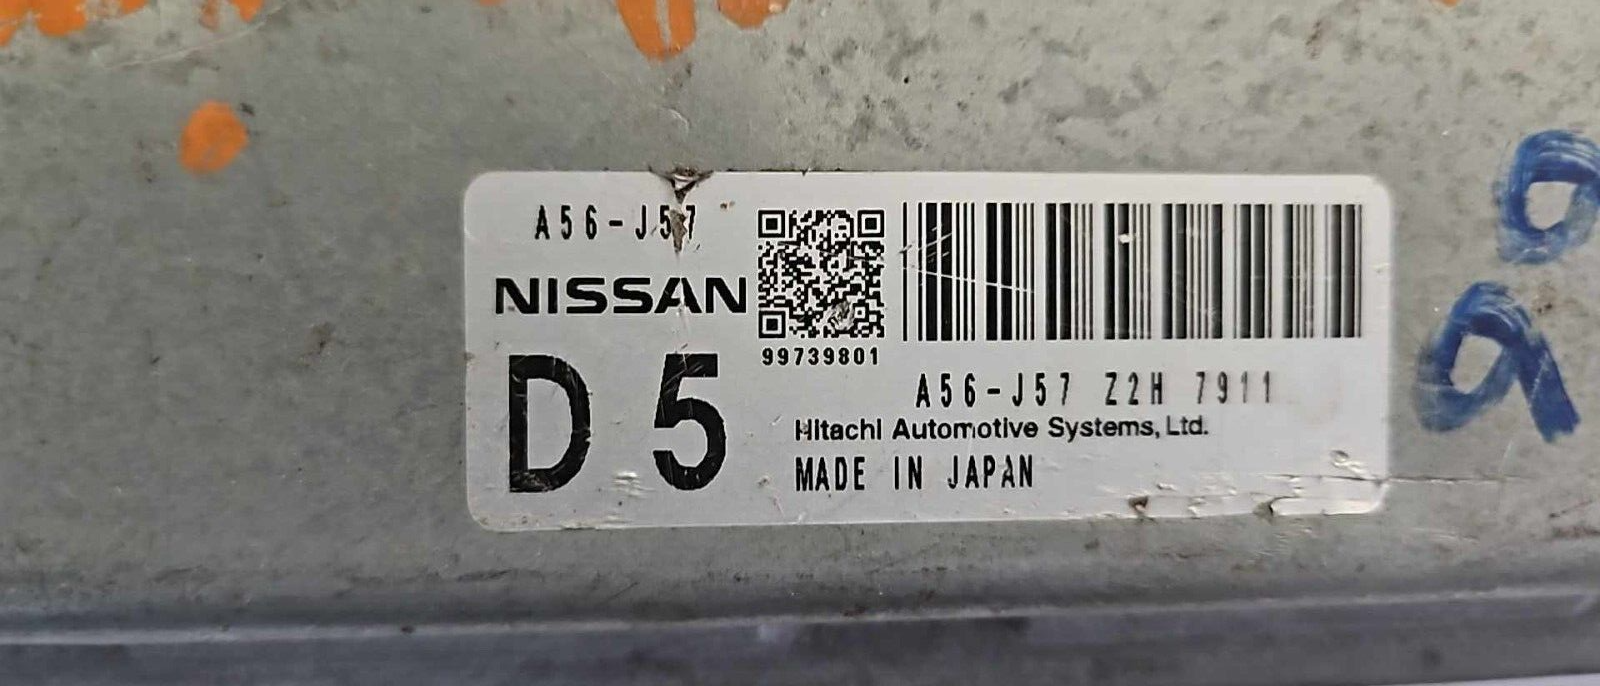 A56-J57
NISSAN
D5
99739801
A56-J57 Z2H 7911
Hitachi Automotive Systems, Ltd.
MADE IN JAPAN